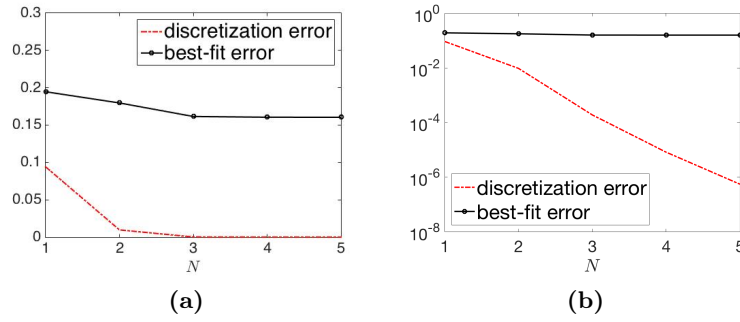 0.3
0.25
0.2
0.15
0.1
0.05
0
discretization error
best-fit error
1 2 3 4 5
N
(a)
10^0
10^-2
10^-4
10^-6
10^-8
discretization error
best-fit error
1 2 3 4 5
N
(b)